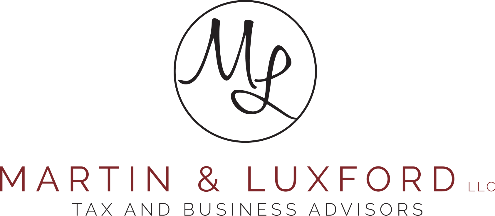 ML
MARTIN & LUXFORD LLC
TAX AND BUSINESS ADVISORS